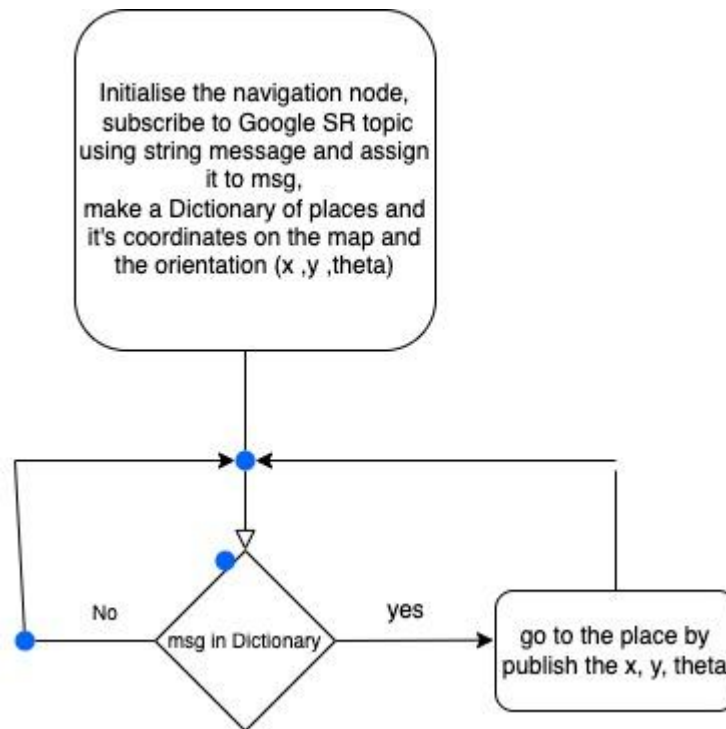 Initialise the navigation node,
subscribe to Google SR topic
using string message and assign
it to msg,
make a Dictionary of places and
it's coordinates on the map and
the orientation (x ,y ,theta)
No
yes
msg in Dictionary
go to the place by
publish the x, y, theta